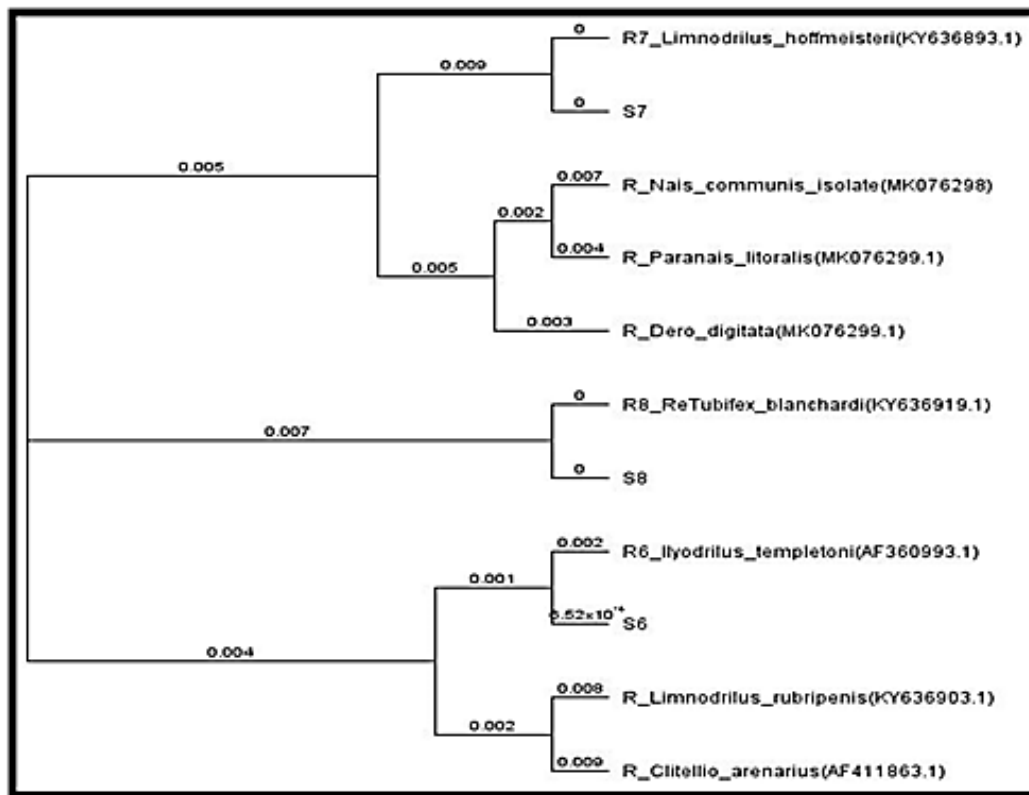 0
R7_Limnodrilus_hoffmeisteri(KY636893.1)
0.009
0
S7
0.005
0.007
R_Nais_communis_isolate(MK076298)
0.002
0.004
R_Paranais_litoralis(MK076299.1)
0.005
0.003
R_Dero_digitata(MK076299.1)
0
R8_ReTubifex_blanchardi(KY636919.1)
0.007
0
S8
0.002
R6_Ilyodrilus_templetoni(AF360993.1)
0.001
S6
0.004
0.008
R_Limnodrilus_rubripenis(KY636903.1)
0.002
0.009
R_Clitellio_arenarius(AF411863.1)